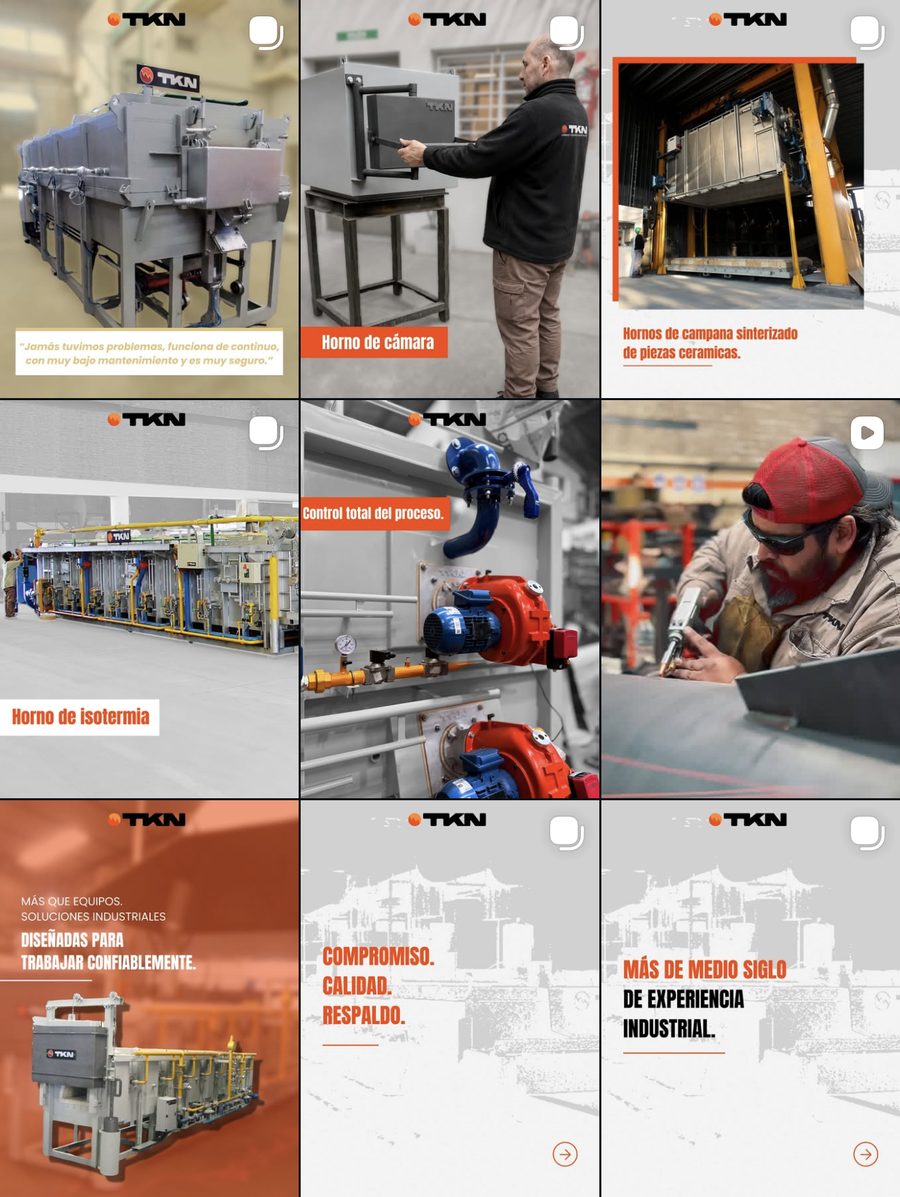 TKN
TKN
"Jamás tuvimos problemas, funciona de continuo,
con muy bajo mantenimiento y es muy seguro."
TKN
TKN
TKN
Horno de cámara
TKN
Hornos de campana sinterizado
de piezas ceramicas.
TKN
TKN
Horno de isotermia
TKN
Control total del proceso.
TKN
TKN
MÁS QUE EQUIPOS.
SOLUCIONES INDUSTRIALES
DISEÑADAS PARA
TRABAJAR CONFIABLEMENTE.
TKN
TKN
COMPROMISO.
CALIDAD.
RESPALDO.
TKN
MÁS DE MEDIO SIGLO
DE EXPERIENCIA
INDUSTRIAL.